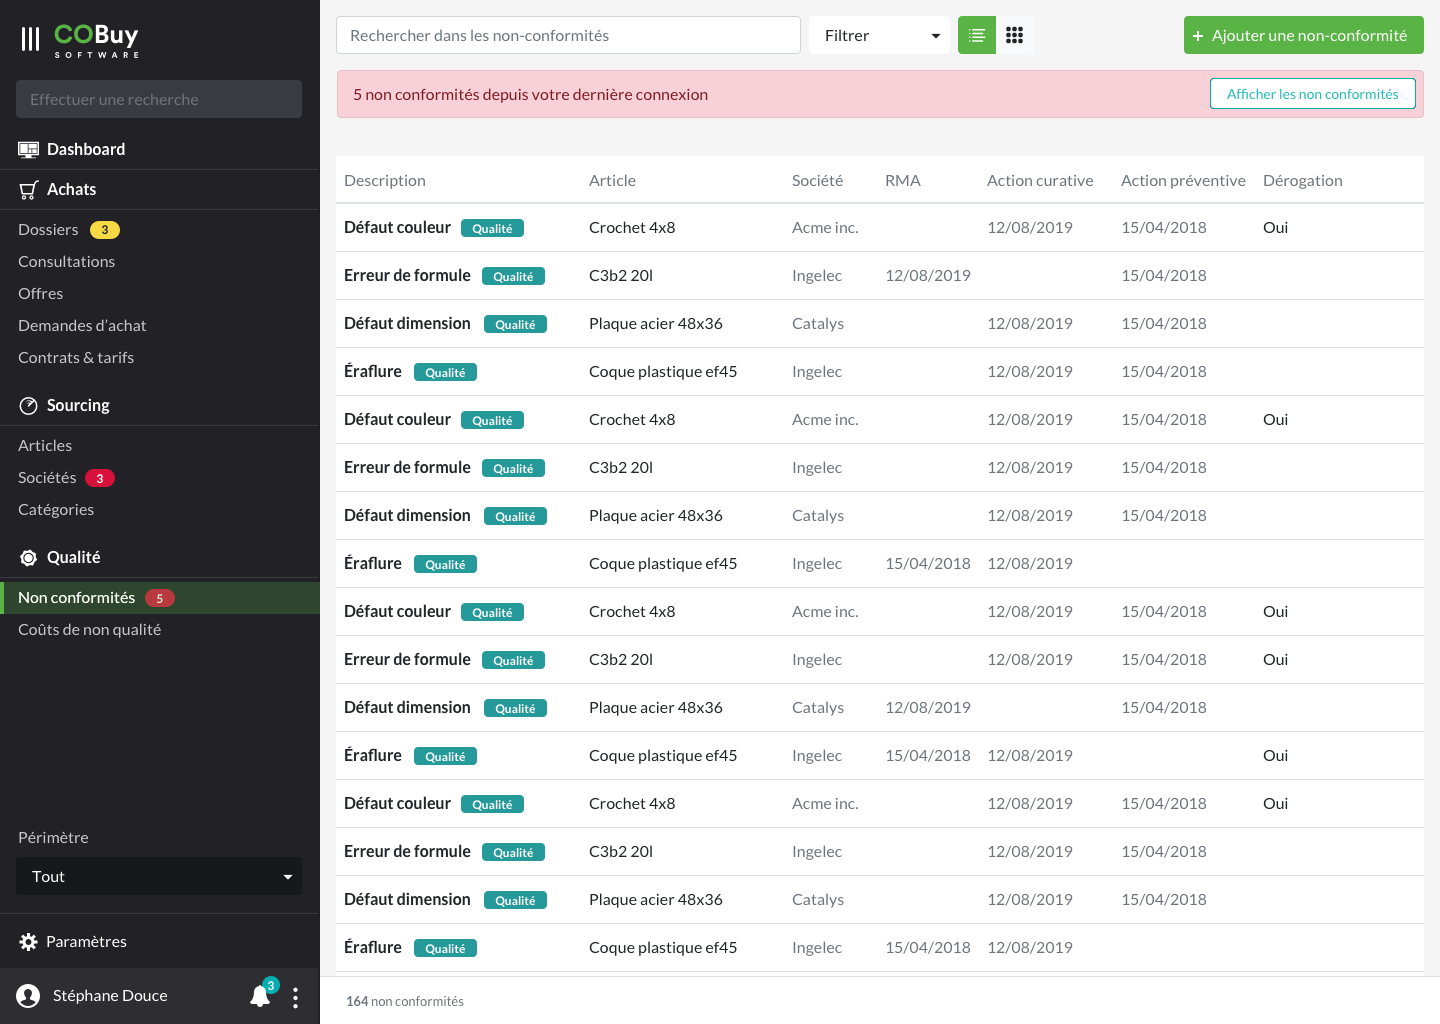 COBuy
SOFTWARE
Effectuer une recherche
Dashboard
Achats
Dossiers 3
Consultations
Offres
Demandes d’achat
Contrats & tarifs
Sourcing
Articles
Sociétés 3
Catégories
Qualité
Non conformités 5
Coûts de non qualité
Périmètre
Tout
Paramètres
Stéphane Douce 3
Rechercher dans les non-conformités Filtrer + Ajouter une non-conformité
5 non conformités depuis votre dernière connexion Afficher les non conformités
Description Article Société RMA Action curative Action préventive Dérogation
Défaut couleur Qualité Crochet 4x8 Acme inc. 12/08/2019 15/04/2018 Oui
Erreur de formule Qualité C3b2 20l Ingelec 12/08/2019 15/04/2018
Défaut dimension Qualité Plaque acier 48x36 Catalys 12/08/2019 15/04/2018
Éraflure Qualité Coque plastique ef45 Ingelec 12/08/2019 15/04/2018
Défaut couleur Qualité Crochet 4x8 Acme inc. 12/08/2019 15/04/2018 Oui
Erreur de formule Qualité C3b2 20l Ingelec 12/08/2019 15/04/2018
Défaut dimension Qualité Plaque acier 48x36 Catalys 12/08/2019 15/04/2018
Éraflure Qualité Coque plastique ef45 Ingelec 15/04/2018 12/08/2019
Défaut couleur Qualité Crochet 4x8 Acme inc. 12/08/2019 15/04/2018 Oui
Erreur de formule Qualité C3b2 20l Ingelec 12/08/2019 15/04/2018 Oui
Défaut dimension Qualité Plaque acier 48x36 Catalys 12/08/2019 15/04/2018
Éraflure Qualité Coque plastique ef45 Ingelec 15/04/2018 12/08/2019 Oui
Défaut couleur Qualité Crochet 4x8 Acme inc. 12/08/2019 15/04/2018 Oui
Erreur de formule Qualité C3b2 20l Ingelec 12/08/2019 15/04/2018
Défaut dimension Qualité Plaque acier 48x36 Catalys 12/08/2019 15/04/2018
Éraflure Qualité Coque plastique ef45 Ingelec 15/04/2018 12/08/2019
164 non conformités